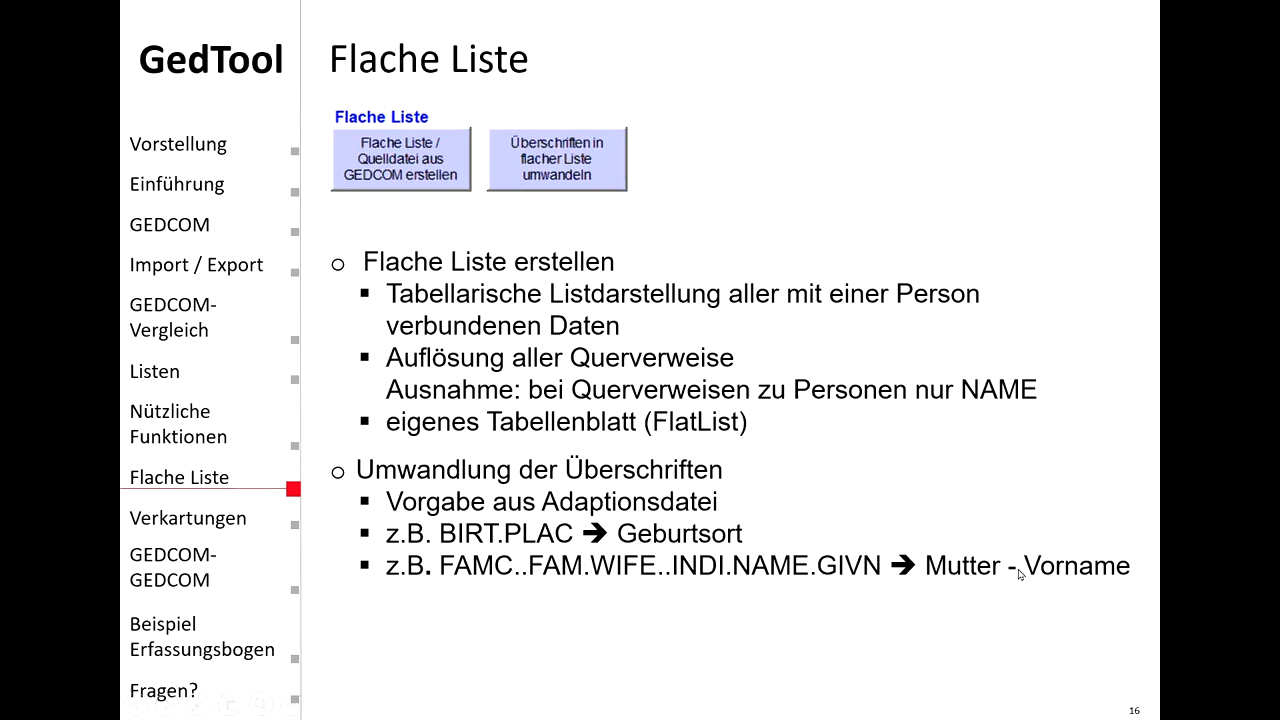 GedTool
Flache Liste
Vorstellung
Einführung
GEDCOM
Import / Export
GEDCOM-
Vergleich
Listen
Nützliche
Funktionen
Flache Liste
Verkartungen
GEDCOM-
GEDCOM
Beispiel
Erfassungsbogen
Fragen?
Flache Liste
Flache Liste /
Quelldatei aus
GEDCOM erstellen
Überschriften in
flacher Liste
umwandeln
Flache Liste erstellen
Tabellarische Listdarstellung aller mit einer Person
verbundenen Daten
Auflösung aller Querverweise
Ausnahme: bei Querverweisen zu Personen nur NAME
eigenes Tabellenblatt (FlatList)
Umwandlung der Überschriften
Vorgabe aus Adaptionsdatei
z.B. BIRT.PLAC ➔ Geburtsort
z.B. FAMC..FAM.WIFE..INDI.NAME.GIVN ➔ Mutter - Vorname
16